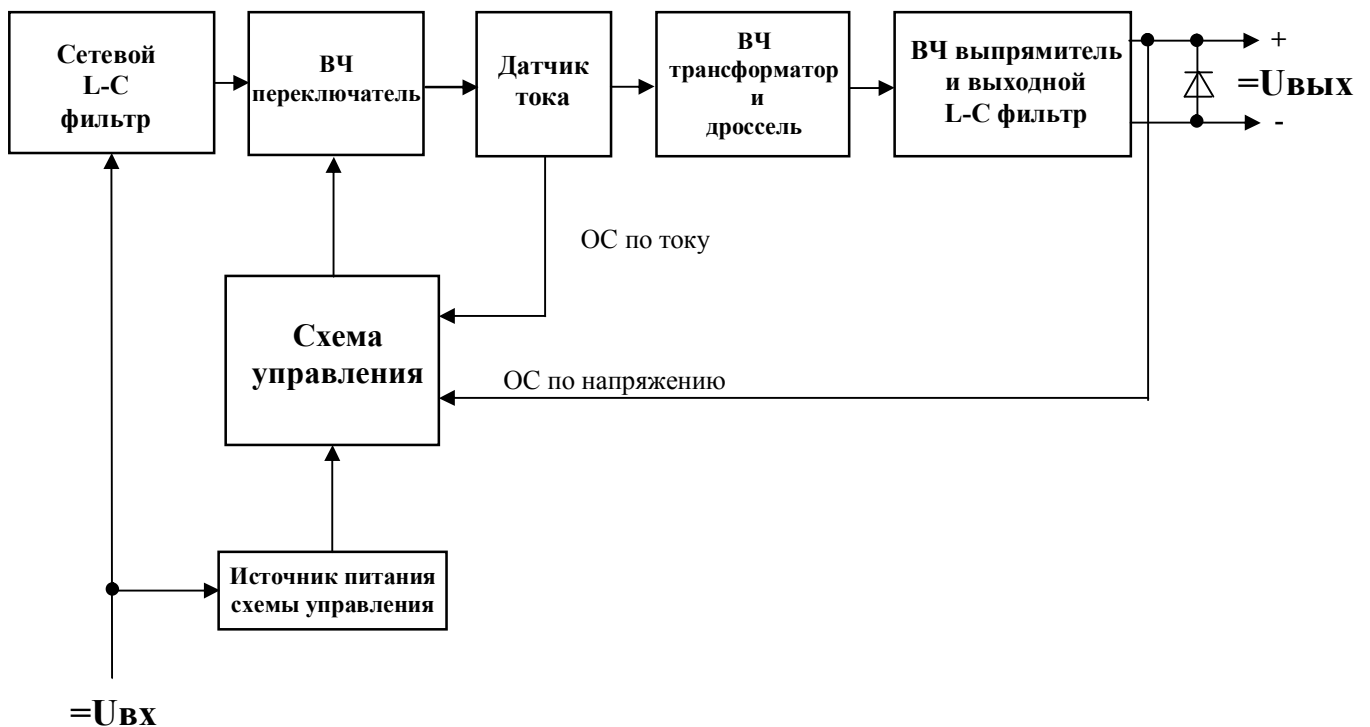 Сетевой
L-C
фильтр
ВЧ
переключатель
Датчик
тока
ВЧ
трансформатор
и
дроссель
ВЧ выпрямитель
и выходной
L-C фильтр
+
=Uвых
-
ОС по току
Схема
управления
ОС по напряжению
Источник питания
схемы управления
=Uвх